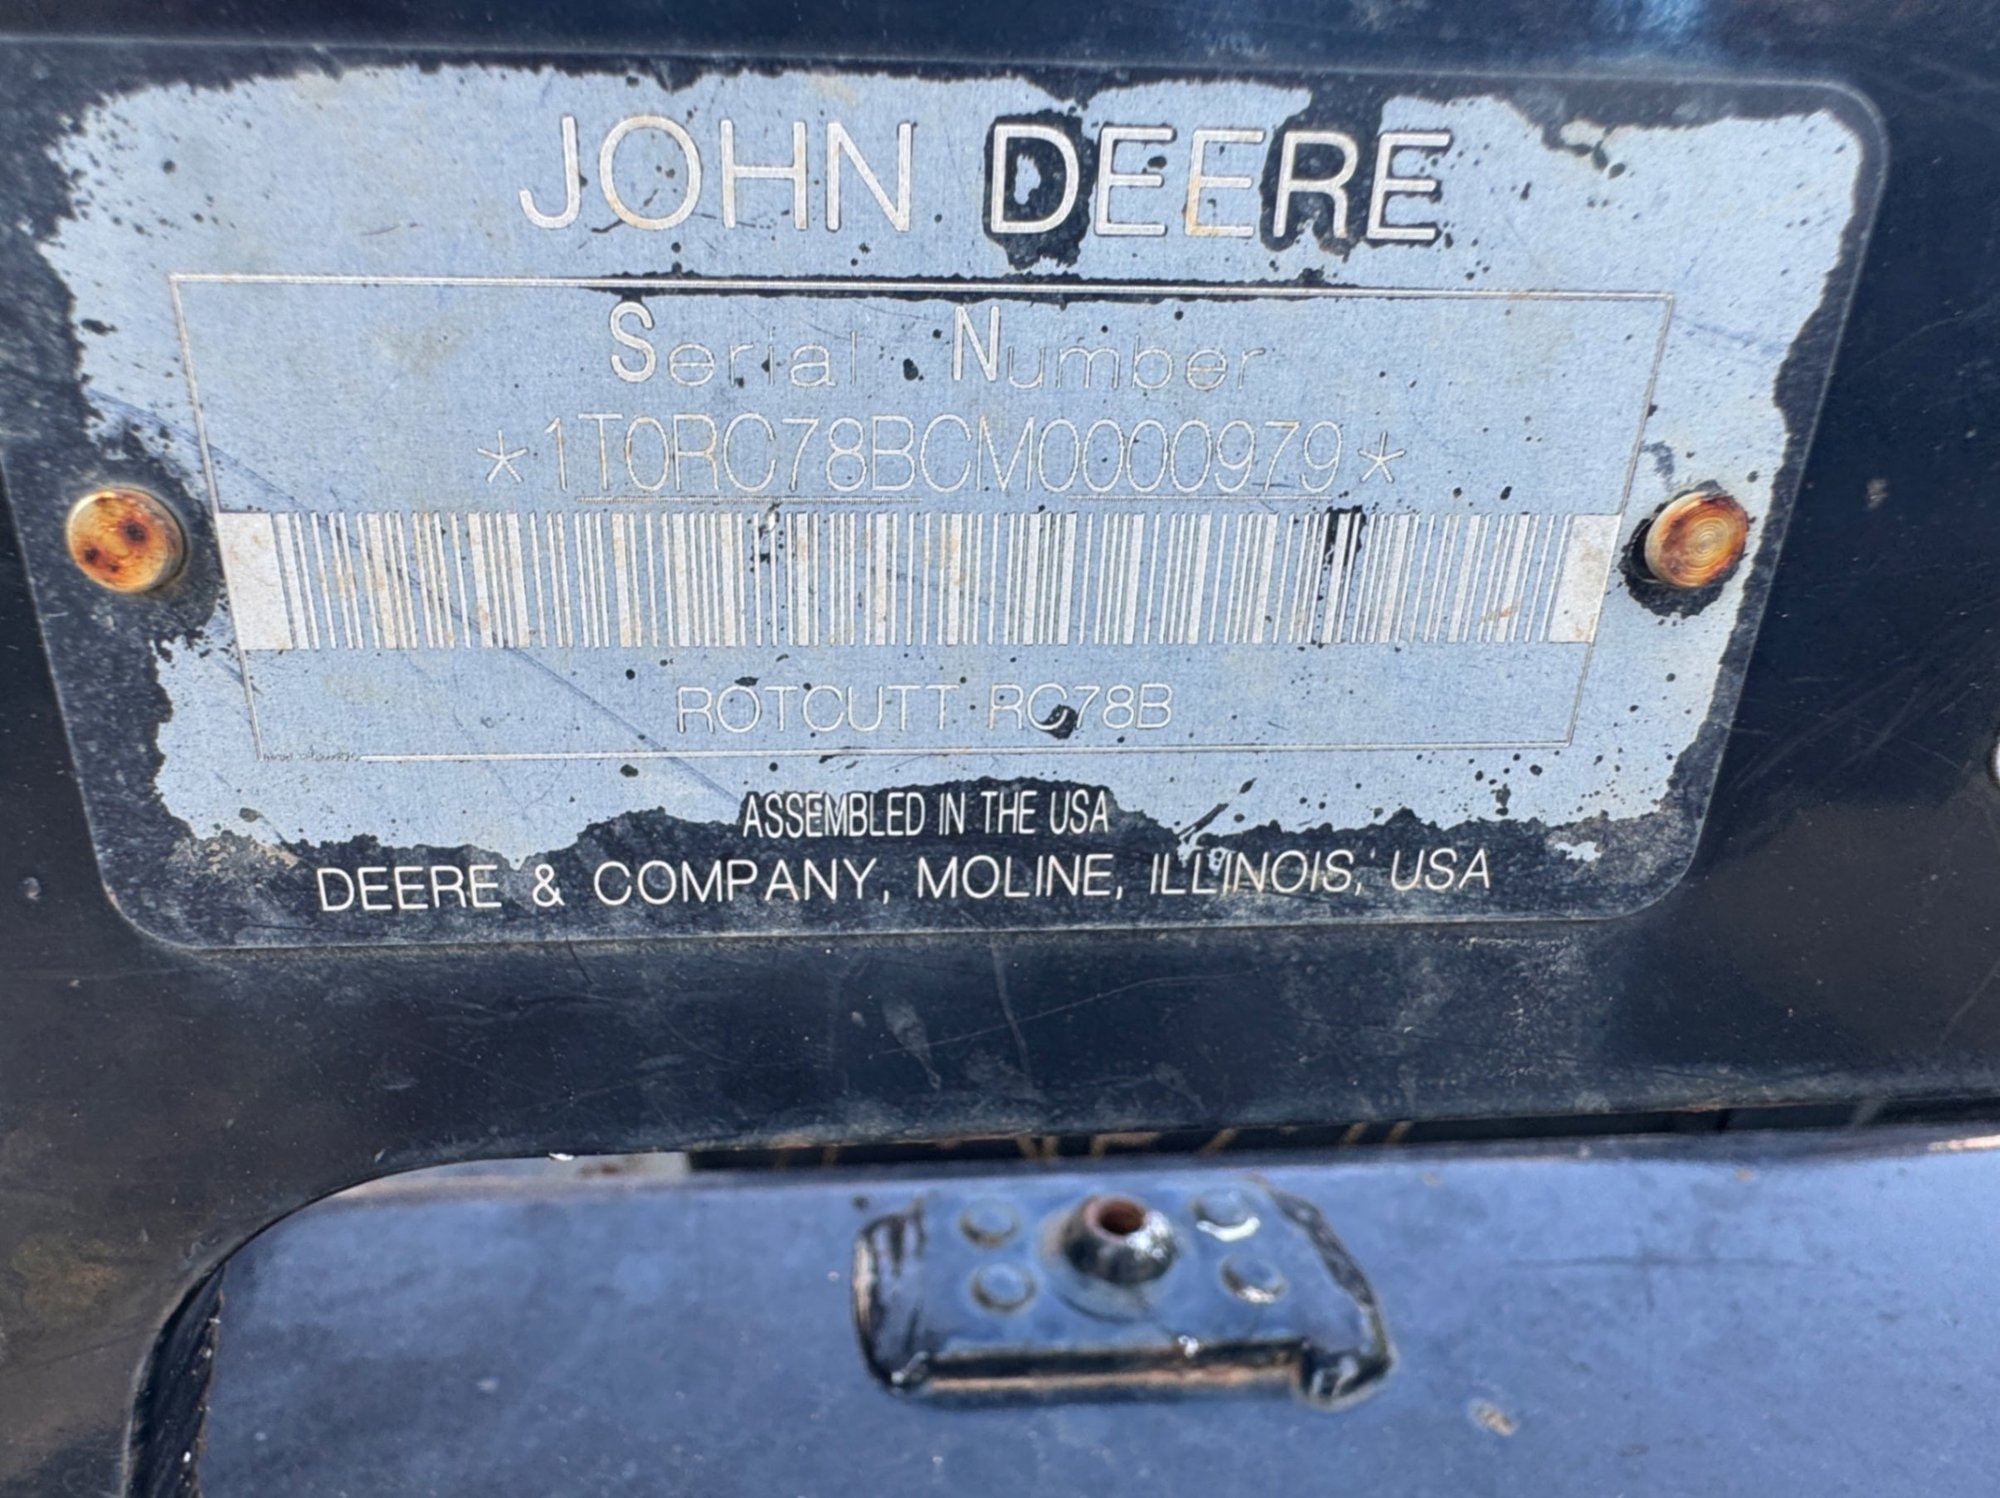 JOHN DEERE
Serial Number
*1T0RC78BCM0000979*
ROTCUTT RC78B
ASSEMBLED IN THE USA
DEERE & COMPANY, MOLINE, ILLINOIS, USA